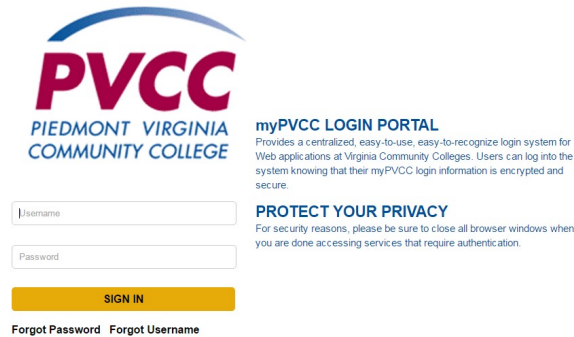 PVCC
PIEDMONT VIRGINIA
COMMUNITY COLLEGE
Username
Password
SIGN IN
Forgot Password Forgot Username
myPVCC LOGIN PORTAL
Provides a centralized, easy-to-use, easy-to-recognize login system for
Web applications at Virginia Community Colleges. Users can log into the
system knowing that their myPVCC login information is encrypted and
secure.
PROTECT YOUR PRIVACY
For security reasons, please be sure to close all browser windows when
you are done accessing services that require authentication.